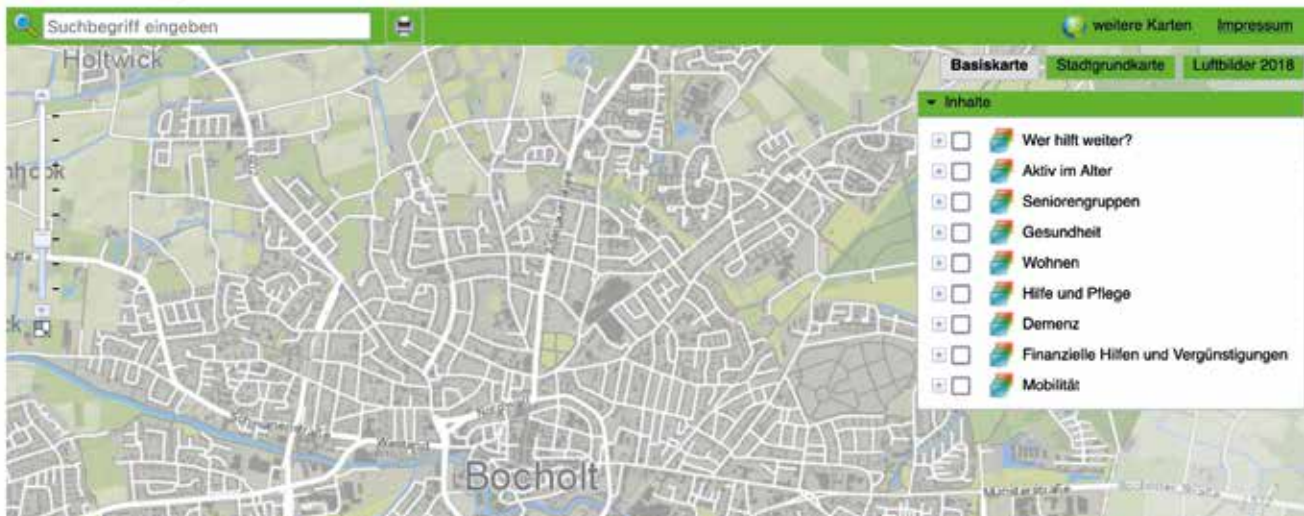 Suchbegriff eingeben
weitere Karten Impressum
Holtwick
Basiskarte Stadtgrundkarte Luftbilder 2018
Inhalte
Wer hilft weiter?
Aktiv im Alter
Seniorengruppen
Gesundheit
Wohnen
Hilfe und Pflege
Demenz
Finanzielle Hilfen und Vergünstigungen
Mobilität
Bocholt
Münsterstraße